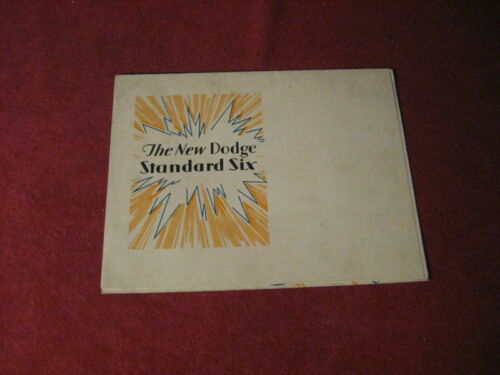 The New Dodge
Standard Six